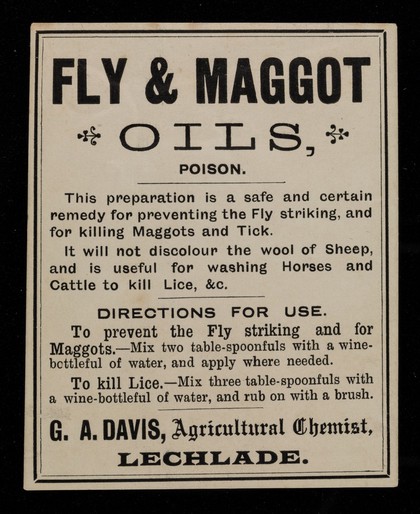 FLY & MAGGOT
OILS,
POISON.
This preparation is a safe and certain
remedy for preventing the Fly striking, and
for killing Maggots and Tick.
It will not discolour the wool of Sheep,
and is useful for washing Horses and
Cattle to kill Lice, &c.
DIRECTIONS FOR USE.
To prevent the Fly striking and for
Maggots.—Mix two table-spoonfuls with a wine-
bottleful of water, and apply where needed.
To kill Lice.—Mix three table-spoonfuls with
a wine-bottleful of water, and rub on with a brush.
G. A. DAVIS, Agricultural Chemist,
LECHLADE.